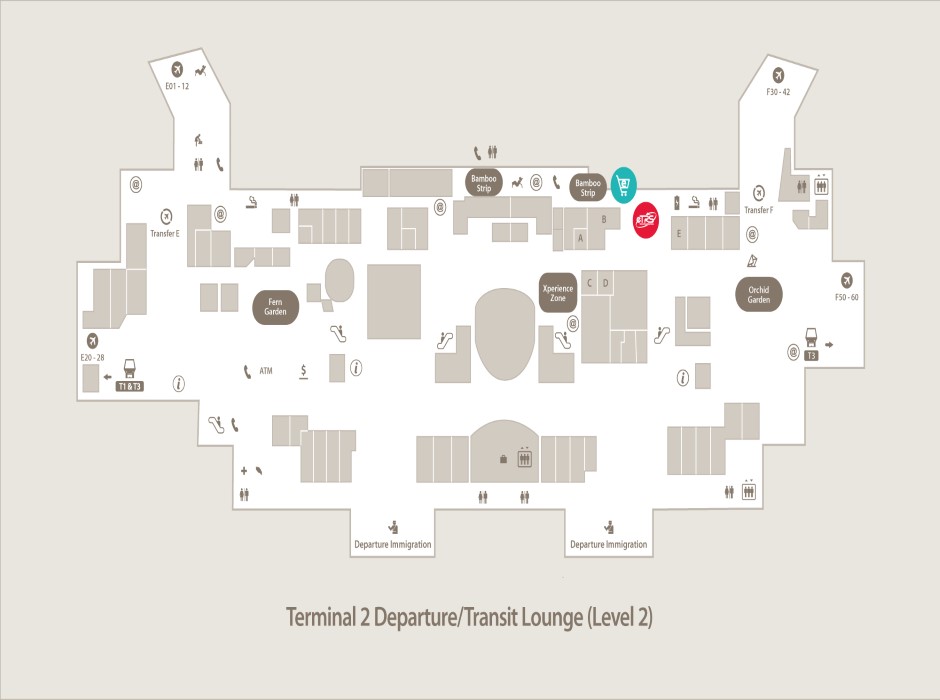 E01 - 12
F30 - 42
Bamboo
Strip
Bamboo
Strip
@
@
@
@
Transfer E
Transfer F
eTRS
B
A
E
@
Fern
Garden
Xperience
Zone
C
D
Orchid
Garden
F50 - 60
@
E20 - 28
T1 & T3
i
ATM
$
i
i
@
T3
Departure Immigration
Departure Immigration
Terminal 2 Departure/Transit Lounge (Level 2)